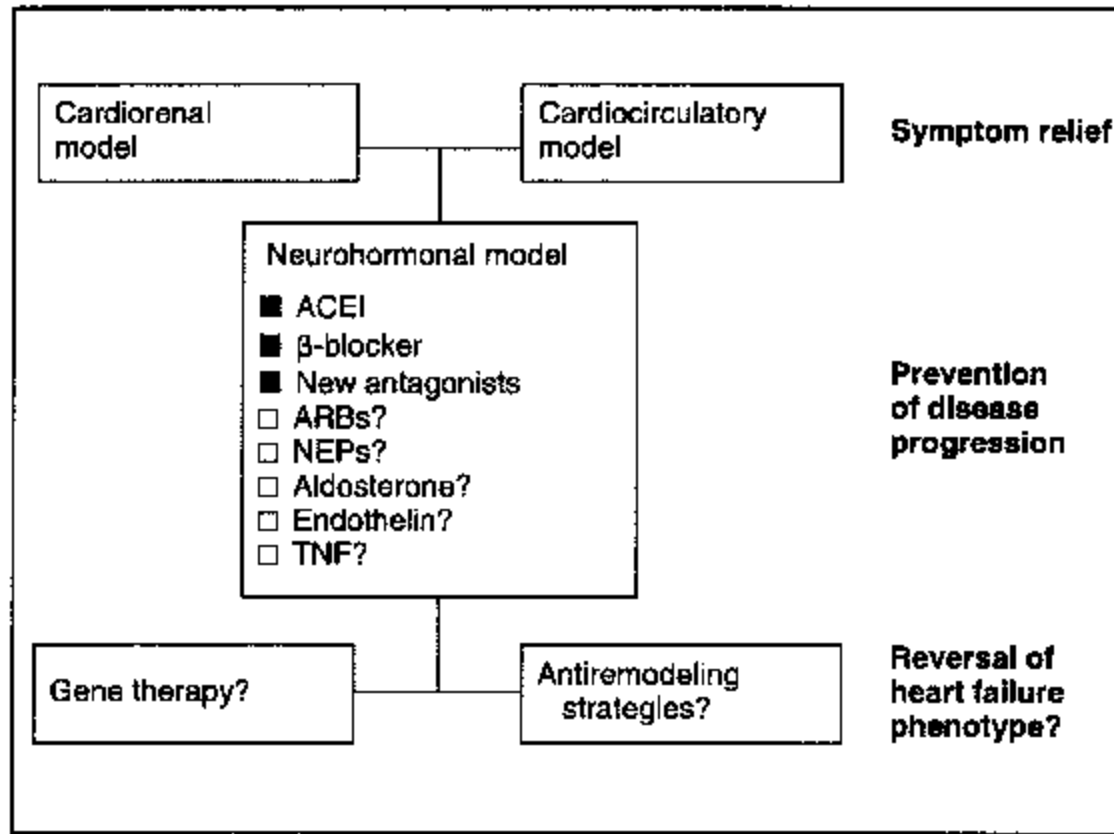 Cardiorenal
model
Cardiocirculatory
model
Symptom relief
Neurohormonal model
■ ACEI
■ β-blocker
■ New antagonists
□ ARBs?
□ NEPs?
□ Aldosterone?
□ Endothelin?
□ TNF?
Prevention
of disease
progression
Gene therapy?
Antiremodeling
strategies?
Reversal of
heart failure
phenotype?